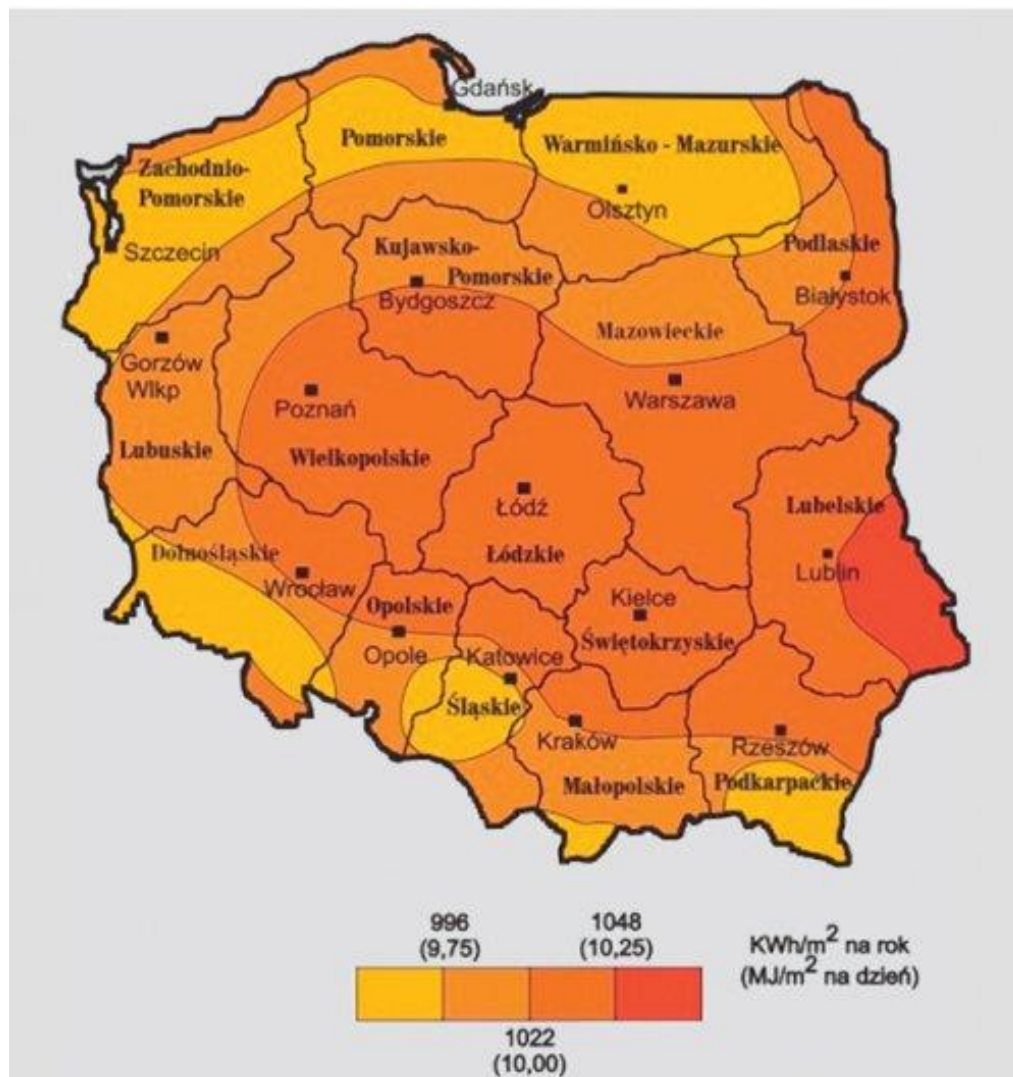 Gdańsk
Pomorskie
Warmińsko - Mazurskie
Zachodnio-
Pomorskie
Olsztyn
Szczecin
Kujawsko-
Pomorskie
Podlaskie
Bydgoszcz
Białystok
Mazowieckie
Gorzów
Wlkp
Poznań
Warszawa
Lubuskie
Wielkopolskie
Łódź
Lubelskie
Dolnośląskie
Łódzkie
Lublin
Wrocław
Opolskie
Kielce
Świętokrzyskie
Opole
Katowice
Śląskie
Kraków
Rzeszów
Małopolskie
Podkarpackie
996
(9,75)
1048
(10,25)
KWh/m² na rok
(MJ/m² na dzień)
1022
(10,00)